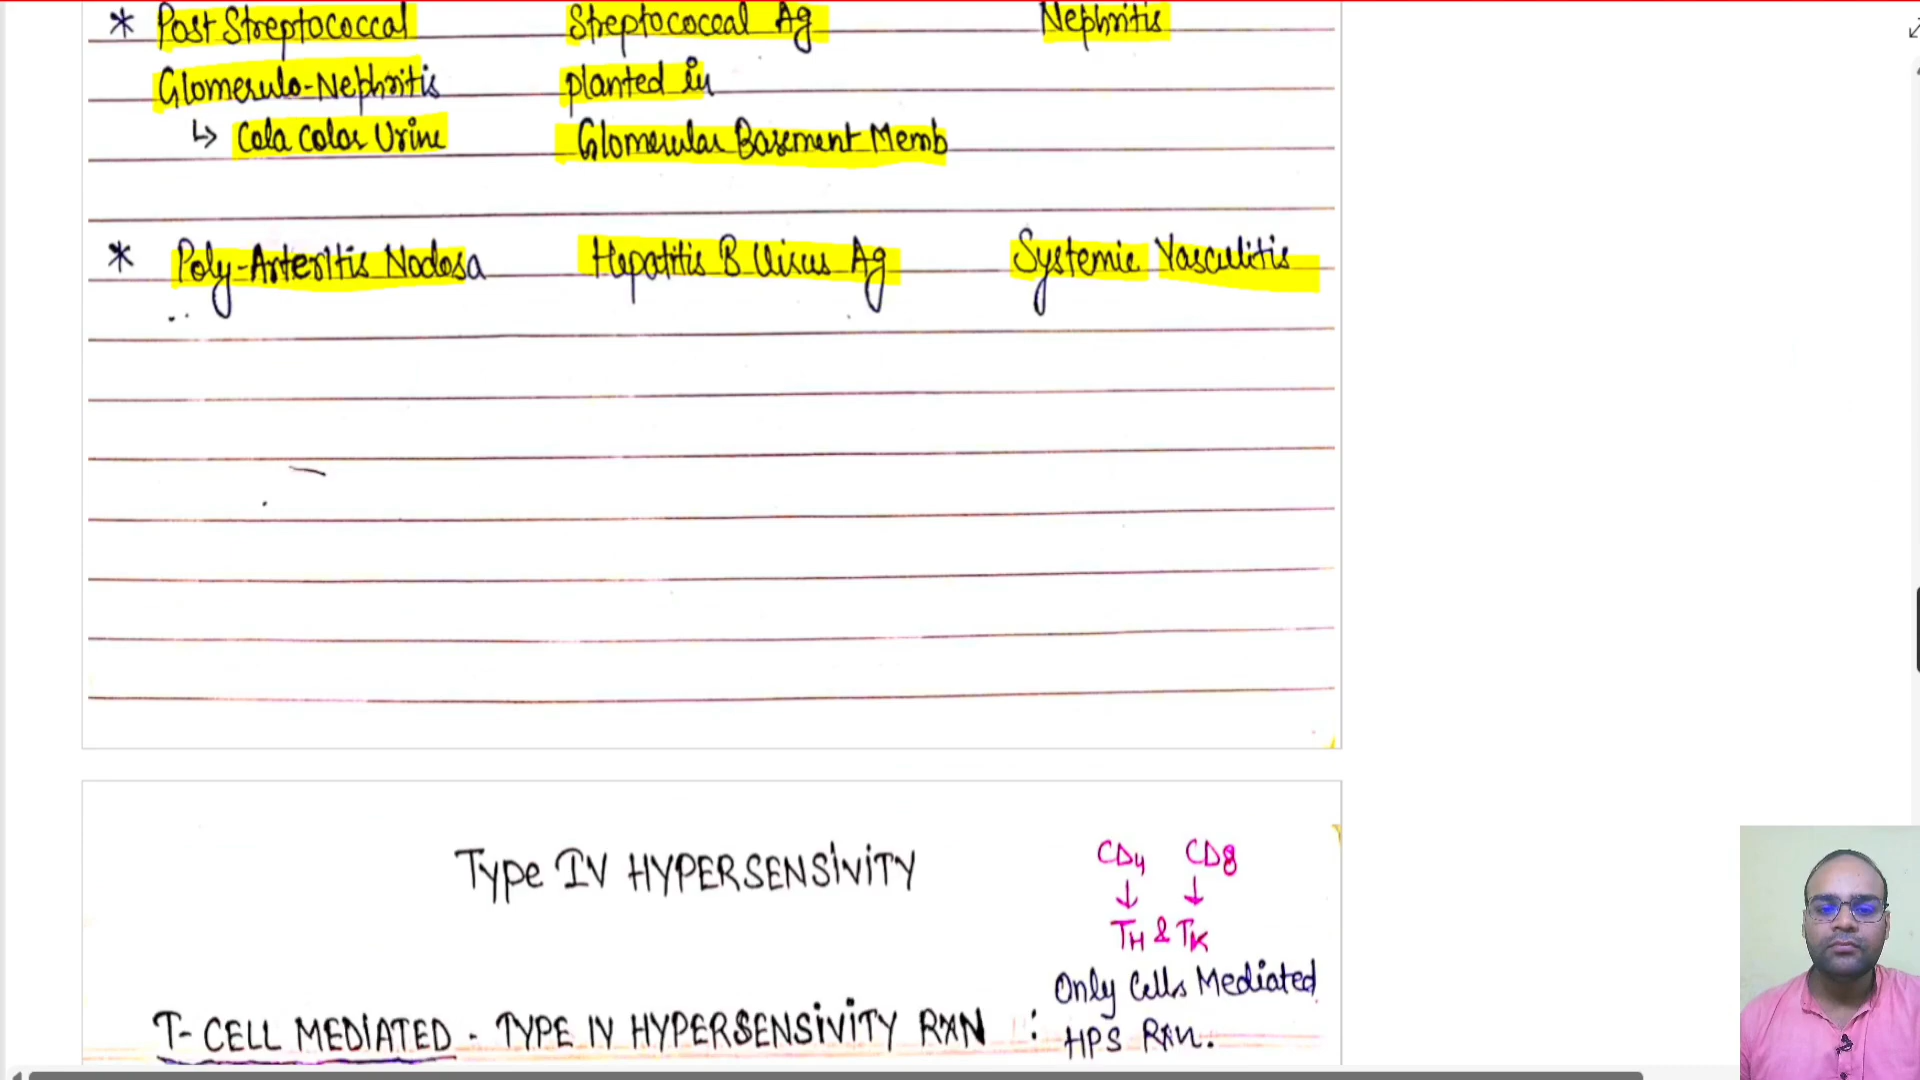 * Post Streptococcal Streptococcal Ag Nephritis
Glomerulo-Nephritis planted in
↳ Cola Color Urine Glomerular Basement Memb
* Poly-Arteritis Nodosa Hepatitis B Virus Ag Systemic Vasculitis
Type IV HYPERSENSiViTY
CD4 CD8
↓ ↓
TH & TK
Only Cells Mediated
T-CELL MEDIATED - TYPE IV HYPERSENSiViTY RXN :
HPS Rxn.